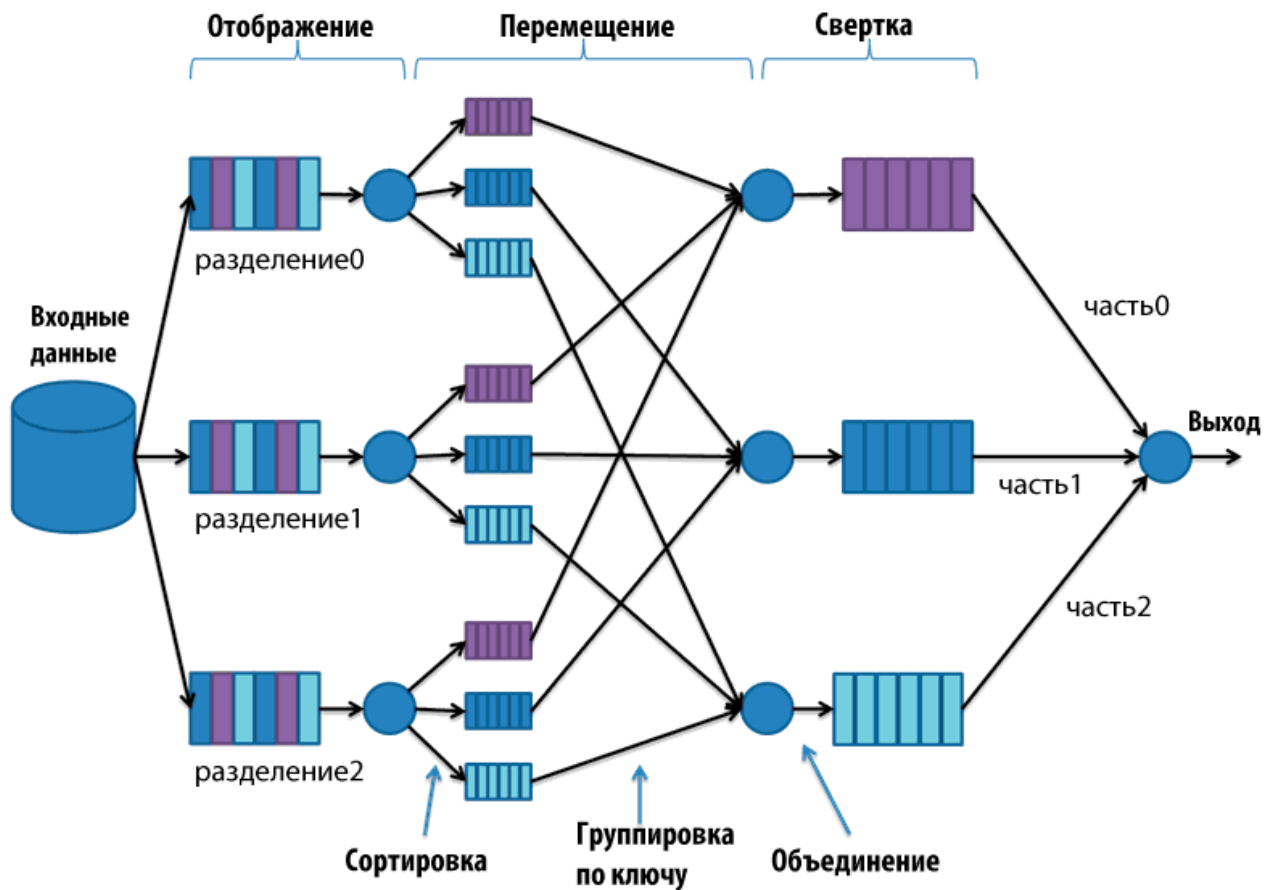 Отображение
Перемещение
Свертка
разделение0
Входные
данные
часть0
Выход
разделение1
часть1
часть2
разделение2
Сортировка
Группировка
по ключу
Объединение